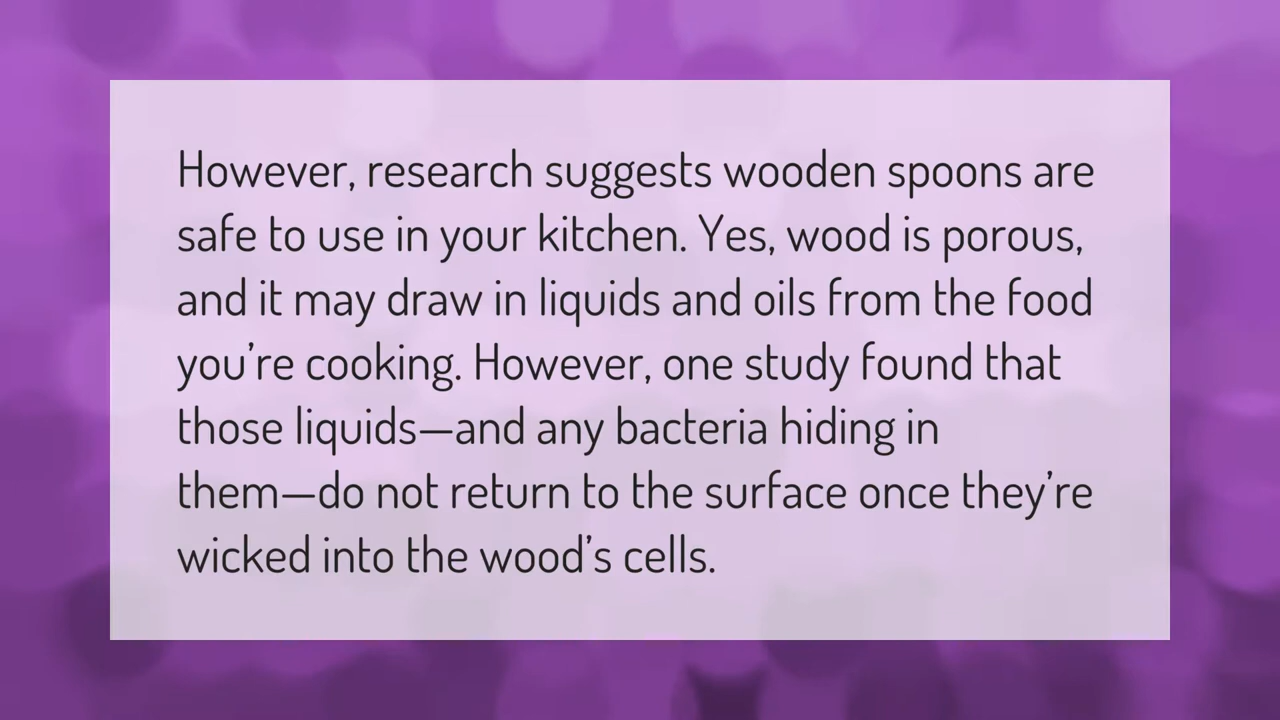 However, research suggests wooden spoons are
safe to use in your kitchen. Yes, wood is porous,
and it may draw in liquids and oils from the food
you’re cooking. However, one study found that
those liquids—and any bacteria hiding in
them—do not return to the surface once they’re
wicked into the wood’s cells.